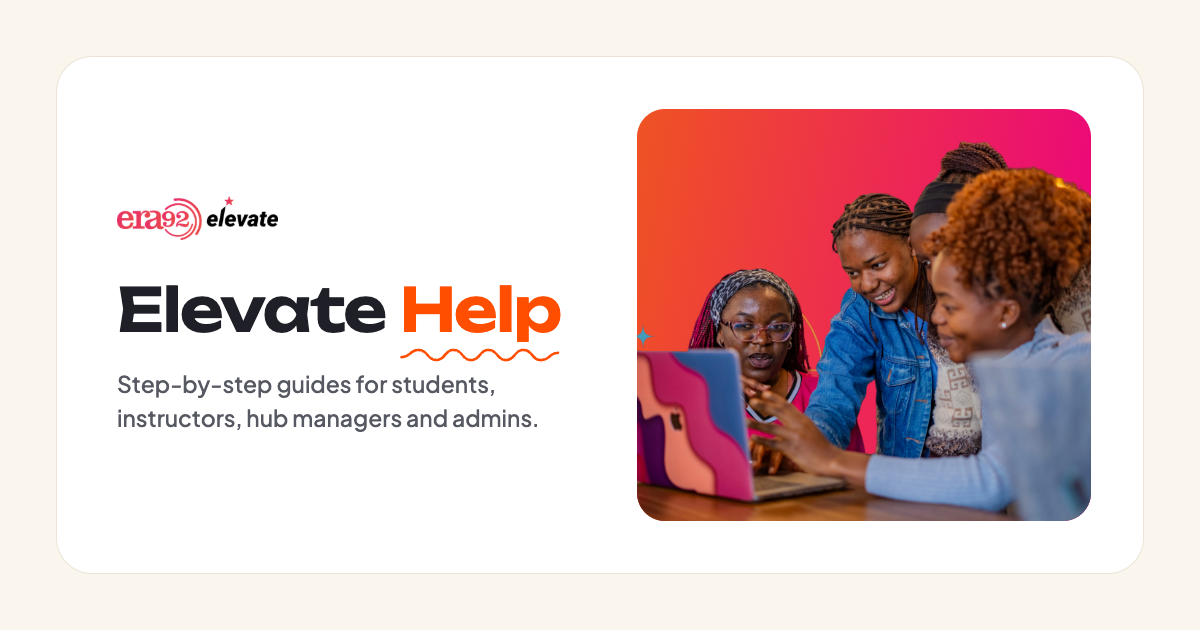 era92 elevate
Elevate Help
Step-by-step guides for students,
instructors, hub managers and admins.